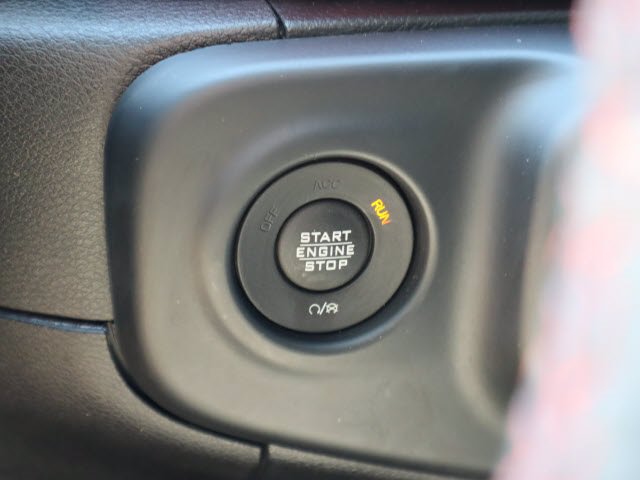 OFF
ACC
RUN
START
ENGINE
STOP